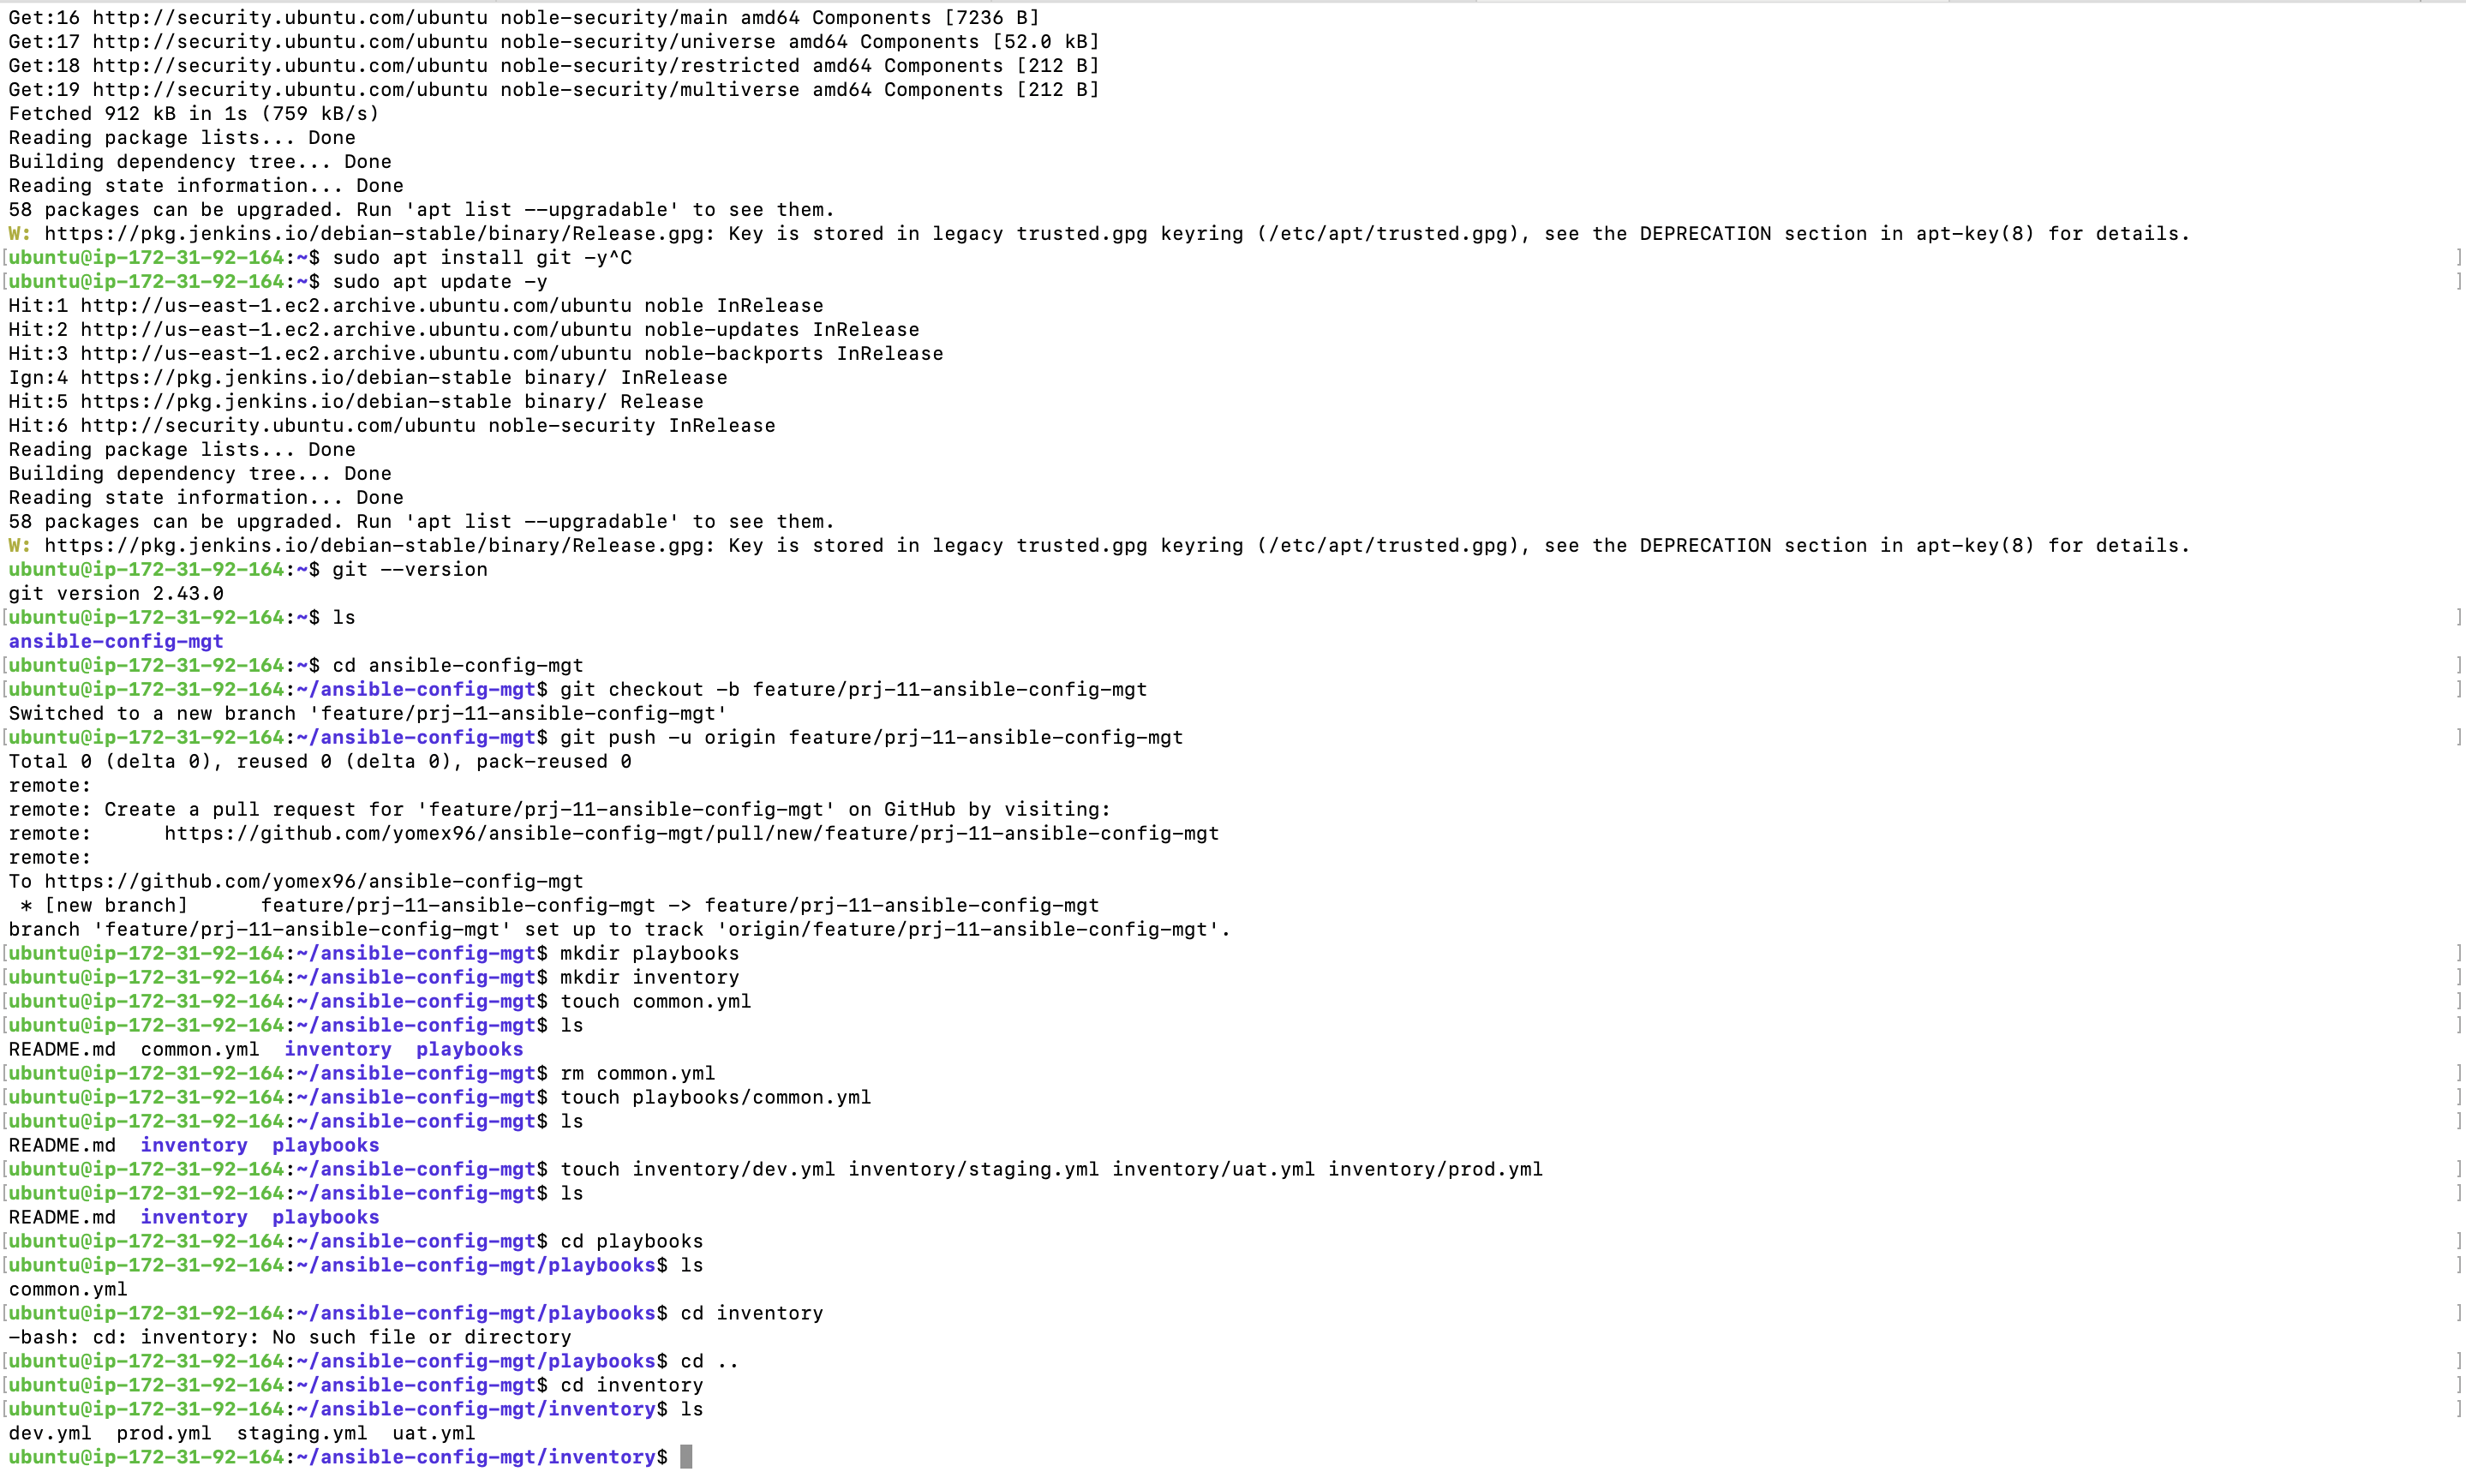 Get:16 http://security.ubuntu.com/ubuntu noble-security/main amd64 Components [7236 B]
Get:17 http://security.ubuntu.com/ubuntu noble-security/universe amd64 Components [52.0 kB]
Get:18 http://security.ubuntu.com/ubuntu noble-security/restricted amd64 Components [212 B]
Get:19 http://security.ubuntu.com/ubuntu noble-security/multiverse amd64 Components [212 B]
Fetched 912 kB in 1s (759 kB/s)
Reading package lists... Done
Building dependency tree... Done
Reading state information... Done
58 packages can be upgraded. Run 'apt list --upgradable' to see them.
W: https://pkg.jenkins.io/debian-stable/binary/Release.gpg: Key is stored in legacy trusted.gpg keyring (/etc/apt/trusted.gpg), see the DEPRECATION section in apt-key(8) for details.
[ubuntu@ip-172-31-92-164:~$ sudo apt install git -y^C ]
[ubuntu@ip-172-31-92-164:~$ sudo apt update -y ]
Hit:1 http://us-east-1.ec2.archive.ubuntu.com/ubuntu noble InRelease
Hit:2 http://us-east-1.ec2.archive.ubuntu.com/ubuntu noble-updates InRelease
Hit:3 http://us-east-1.ec2.archive.ubuntu.com/ubuntu noble-backports InRelease
Ign:4 https://pkg.jenkins.io/debian-stable binary/ InRelease
Hit:5 https://pkg.jenkins.io/debian-stable binary/ Release
Hit:6 http://security.ubuntu.com/ubuntu noble-security InRelease
Reading package lists... Done
Building dependency tree... Done
Reading state information... Done
58 packages can be upgraded. Run 'apt list --upgradable' to see them.
W: https://pkg.jenkins.io/debian-stable/binary/Release.gpg: Key is stored in legacy trusted.gpg keyring (/etc/apt/trusted.gpg), see the DEPRECATION section in apt-key(8) for details.
ubuntu@ip-172-31-92-164:~$ git --version
git version 2.43.0
[ubuntu@ip-172-31-92-164:~$ ls ]
ansible-config-mgt
[ubuntu@ip-172-31-92-164:~$ cd ansible-config-mgt ]
[ubuntu@ip-172-31-92-164:~/ansible-config-mgt$ git checkout -b feature/prj-11-ansible-config-mgt ]
Switched to a new branch 'feature/prj-11-ansible-config-mgt'
[ubuntu@ip-172-31-92-164:~/ansible-config-mgt$ git push -u origin feature/prj-11-ansible-config-mgt ]
Total 0 (delta 0), reused 0 (delta 0), pack-reused 0
remote:
remote: Create a pull request for 'feature/prj-11-ansible-config-mgt' on GitHub by visiting:
remote:      https://github.com/yomex96/ansible-config-mgt/pull/new/feature/prj-11-ansible-config-mgt
remote:
To https://github.com/yomex96/ansible-config-mgt
 * [new branch]      feature/prj-11-ansible-config-mgt -> feature/prj-11-ansible-config-mgt
branch 'feature/prj-11-ansible-config-mgt' set up to track 'origin/feature/prj-11-ansible-config-mgt'.
[ubuntu@ip-172-31-92-164:~/ansible-config-mgt$ mkdir playbooks ]
[ubuntu@ip-172-31-92-164:~/ansible-config-mgt$ mkdir inventory ]
[ubuntu@ip-172-31-92-164:~/ansible-config-mgt$ touch common.yml ]
[ubuntu@ip-172-31-92-164:~/ansible-config-mgt$ ls ]
README.md  common.yml  inventory  playbooks
[ubuntu@ip-172-31-92-164:~/ansible-config-mgt$ rm common.yml ]
[ubuntu@ip-172-31-92-164:~/ansible-config-mgt$ touch playbooks/common.yml ]
[ubuntu@ip-172-31-92-164:~/ansible-config-mgt$ ls ]
README.md  inventory  playbooks
[ubuntu@ip-172-31-92-164:~/ansible-config-mgt$ touch inventory/dev.yml inventory/staging.yml inventory/uat.yml inventory/prod.yml ]
[ubuntu@ip-172-31-92-164:~/ansible-config-mgt$ ls ]
README.md  inventory  playbooks
[ubuntu@ip-172-31-92-164:~/ansible-config-mgt$ cd playbooks ]
[ubuntu@ip-172-31-92-164:~/ansible-config-mgt/playbooks$ ls ]
common.yml
[ubuntu@ip-172-31-92-164:~/ansible-config-mgt/playbooks$ cd inventory ]
-bash: cd: inventory: No such file or directory
[ubuntu@ip-172-31-92-164:~/ansible-config-mgt/playbooks$ cd .. ]
[ubuntu@ip-172-31-92-164:~/ansible-config-mgt$ cd inventory ]
[ubuntu@ip-172-31-92-164:~/ansible-config-mgt/inventory$ ls ]
dev.yml  prod.yml  staging.yml  uat.yml
ubuntu@ip-172-31-92-164:~/ansible-config-mgt/inventory$